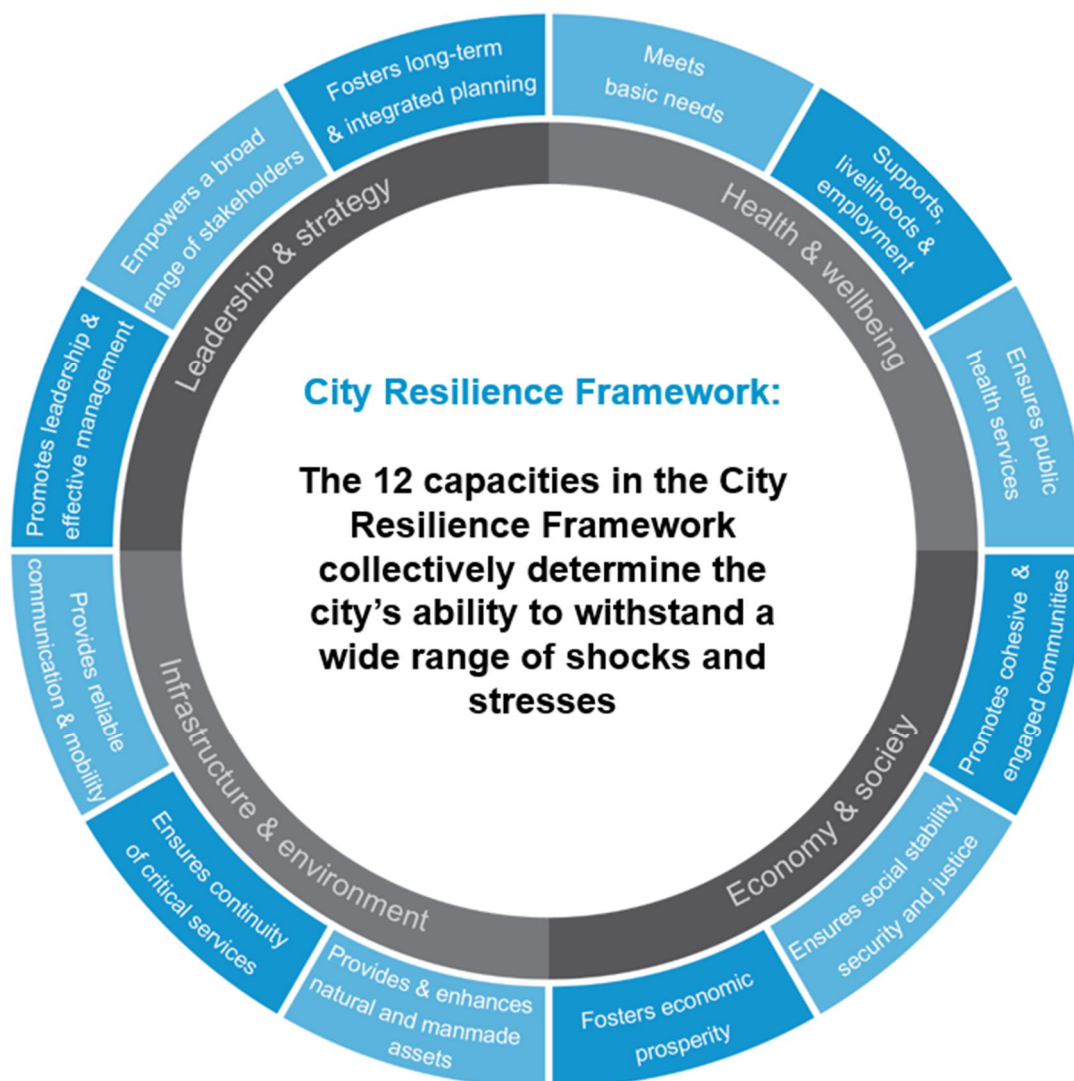 Fosters long-term
& integrated planning
Meets
basic needs
Supports,
livelihoods &
employment
Ensures public
health services
Promotes cohesive &
engaged communities
Ensures social stability,
security and justice
Fosters economic
prosperity
Provides & enhances
natural and manmade
assets
Ensures continuity
of critical services
Provides reliable
communication & mobility
Promotes leadership &
effective management
Empowers a broad
range of stakeholders
Leadership & strategy
Health & wellbeing
Economy & society
Infrastructure & environment
City Resilience Framework:
The 12 capacities in the City
Resilience Framework
collectively determine the
city’s ability to withstand a
wide range of shocks and
stresses